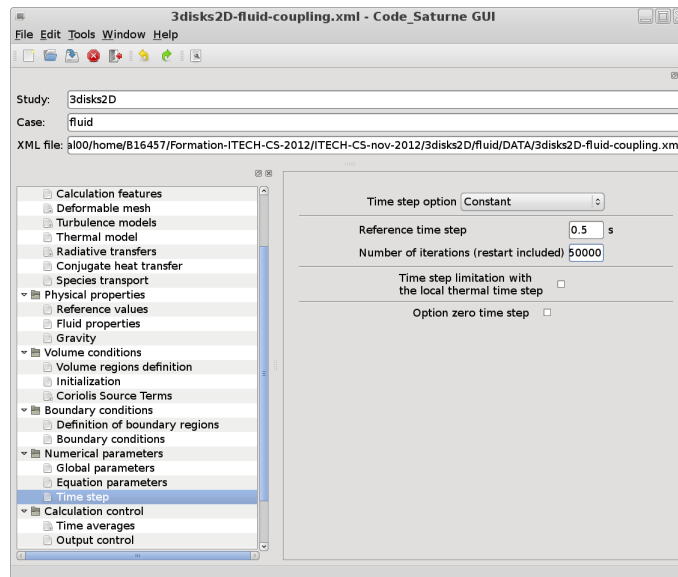 3disks2D-fluid-coupling.xml - Code_Saturne GUI
File Edit Tools Window Help
Study: 3disks2D
Case: fluid
XML file: al00/home/B16457/Formation-ITECH-CS-2012/ITECH-CS-nov-2012/3disks2D/fluid/DATA/3disks2D-fluid-coupling.xm
Calculation features
Deformable mesh
Turbulence models
Thermal model
Radiative transfers
Conjugate heat transfer
Species transport
Physical properties
Reference values
Fluid properties
Gravity
Volume conditions
Volume regions definition
Initialization
Coriolis Source Terms
Boundary conditions
Definition of boundary regions
Boundary conditions
Numerical parameters
Global parameters
Equation parameters
Time step
Calculation control
Time averages
Output control
Time step option Constant
Reference time step 0.5 s
Number of iterations (restart included) 50000
Time step limitation with
the local thermal time step
Option zero time step